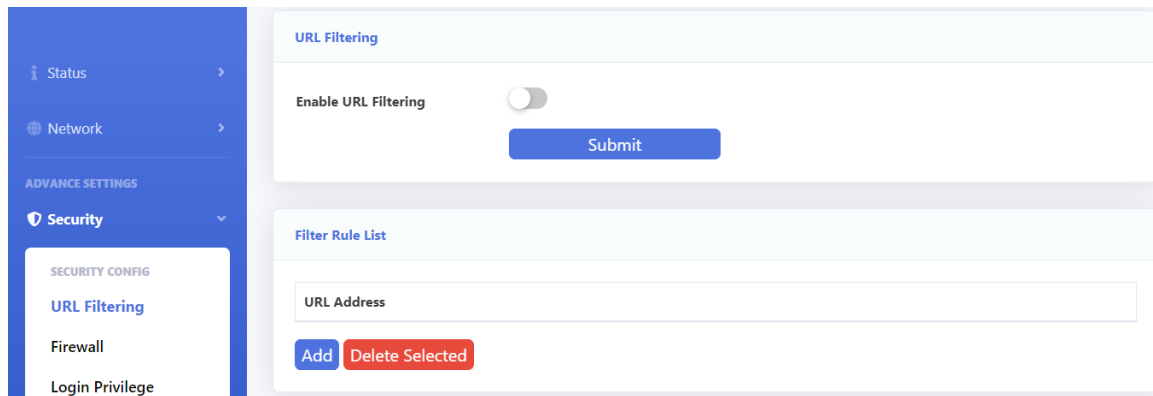 Status
Network
ADVANCE SETTINGS
Security
SECURITY CONFIG
URL Filtering
Firewall
Login Privilege
URL Filtering
Enable URL Filtering
Submit
Filter Rule List
URL Address
Add Delete Selected